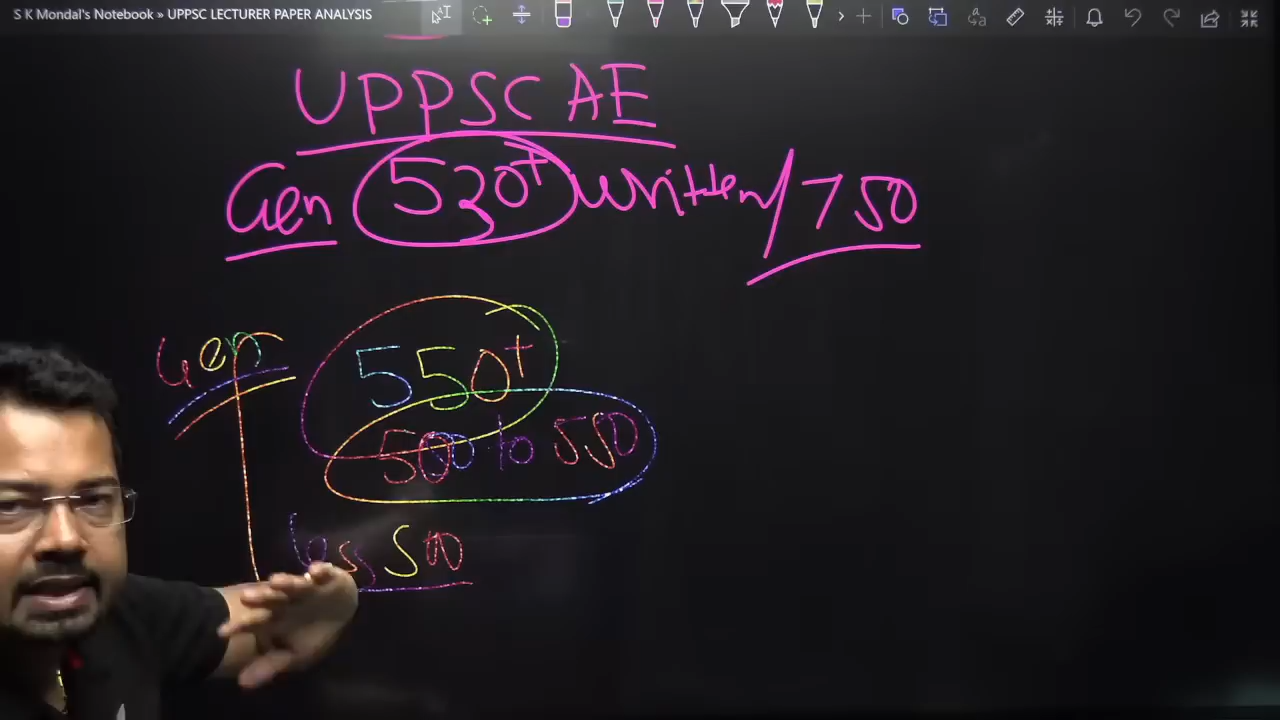 S K Mondal's Notebook » UPPSC LECTURER PAPER ANALYSIS
UPPSC AE
Gen 530+ written/750
Gen 550+
500 to 550
less 500